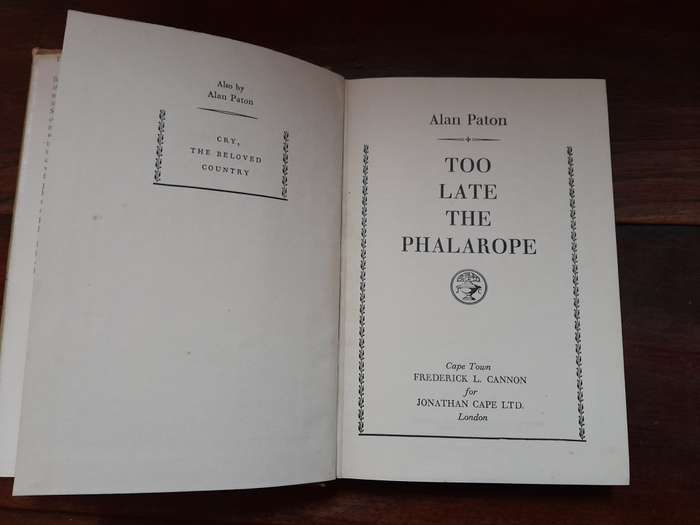 Also by
Alan Paton
CRY,
THE BELOVED
COUNTRY
Alan Paton
TOO
LATE
THE
PHALAROPE
Cape Town
FREDERICK L. CANNON
for
JONATHAN CAPE LTD.
London